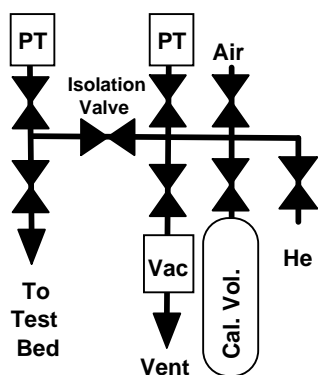 PT
PT
Air
Isolation
Valve
Vac
Cal. Vol.
He
To
Test
Bed
Vent